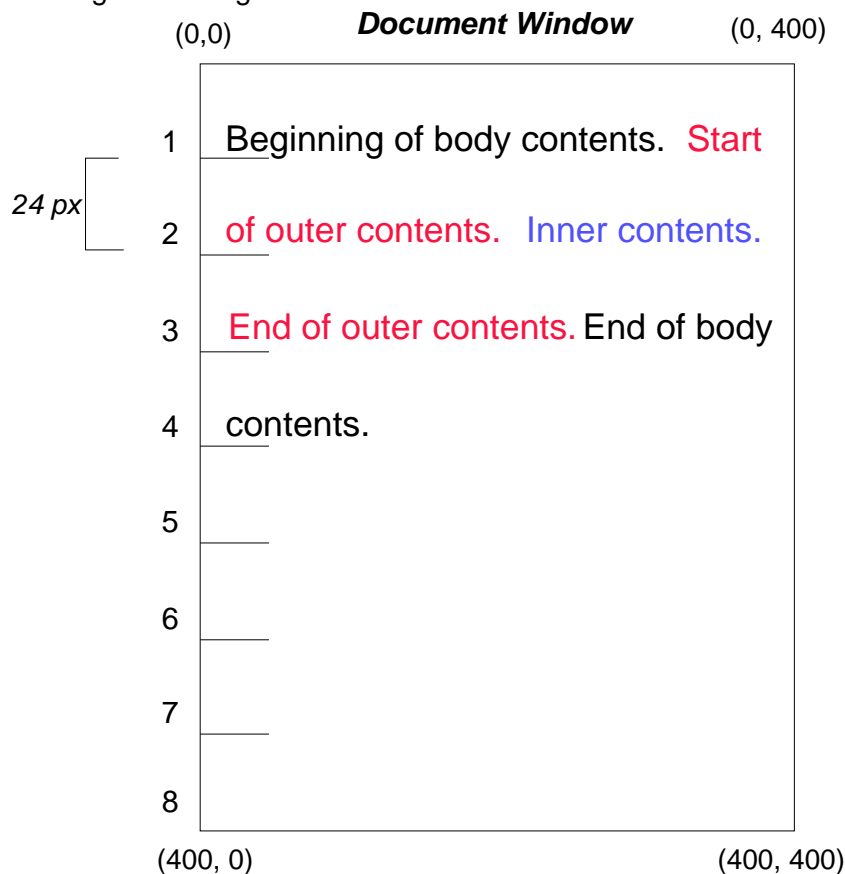 (0,0) Document Window (0, 400)
1 Beginning of body contents. Start
24 px
2 of outer contents. Inner contents.
3 End of outer contents. End of body
4 contents.
5
6
7
8
(400, 0) (400, 400)